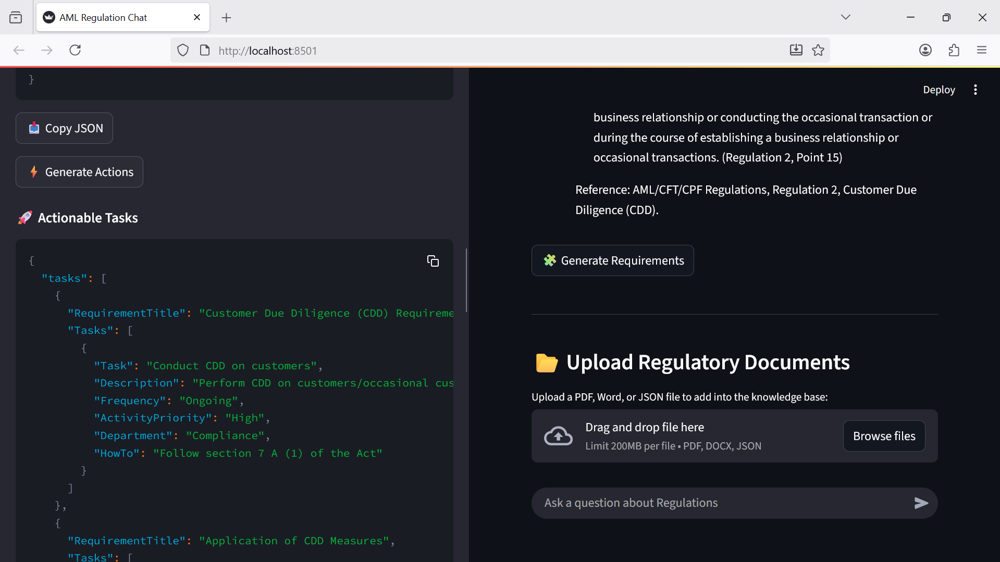 AML Regulation Chat
http://localhost:8501
}
Copy JSON
Generate Actions
Actionable Tasks
{
"tasks": [
{
"RequirementTitle": "Customer Due Diligence (CDD) Requireme
"Tasks": [
{
"Task": "Conduct CDD on customers",
"Description": "Perform CDD on customers/occasional cus
"Frequency": "Ongoing",
"ActivityPriority": "High",
"Department": "Compliance",
"HowTo": "Follow section 7 A (1) of the Act"
}
]
},
{
"RequirementTitle": "Application of CDD Measures",
"Tasks": [
Deploy
business relationship or conducting the occasional transaction or
during the course of establishing a business relationship or
occasional transactions. (Regulation 2, Point 15)
Reference: AML/CFT/CPF Regulations, Regulation 2, Customer Due
Diligence (CDD).
Generate Requirements
Upload Regulatory Documents
Upload a PDF, Word, or JSON file to add into the knowledge base:
Drag and drop file here
Limit 200MB per file • PDF, DOCX, JSON
Browse files
Ask a question about Regulations